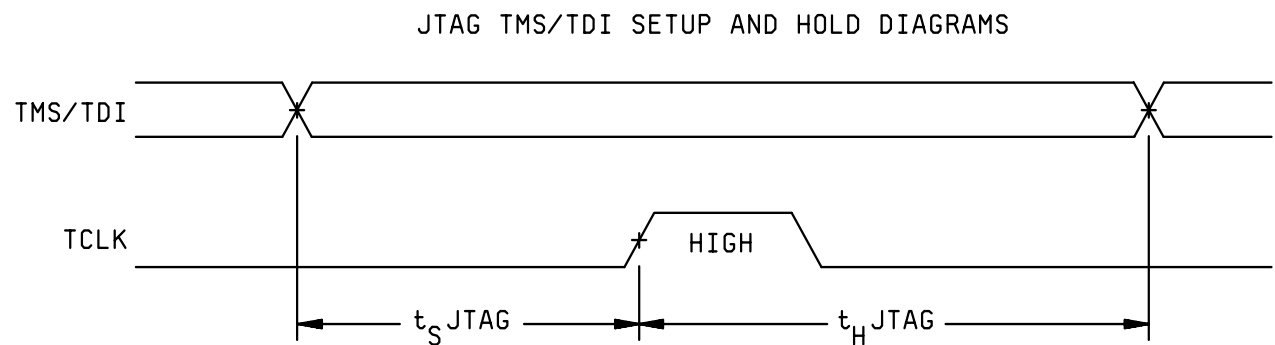 JTAG TMS/TDI SETUP AND HOLD DIAGRAMS
TMS/TDI
TCLK
HIGH
tSJTAG
tHJTAG